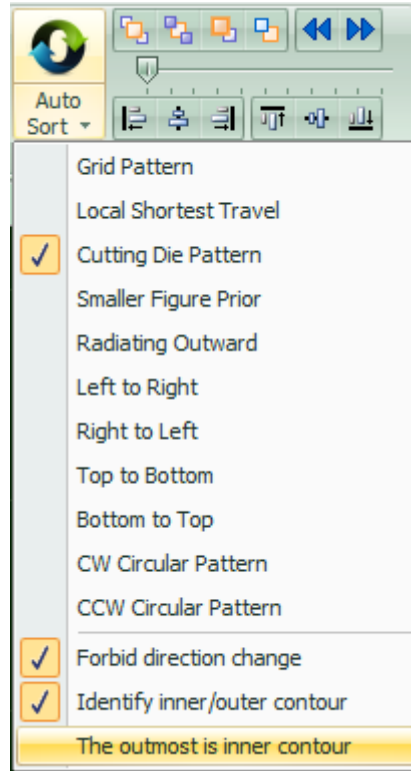 Auto
Sort
Grid Pattern
Local Shortest Travel
Cutting Die Pattern
Smaller Figure Prior
Radiating Outward
Left to Right
Right to Left
Top to Bottom
Bottom to Top
CW Circular Pattern
CCW Circular Pattern
Forbid direction change
Identify inner/outer contour
The outmost is inner contour